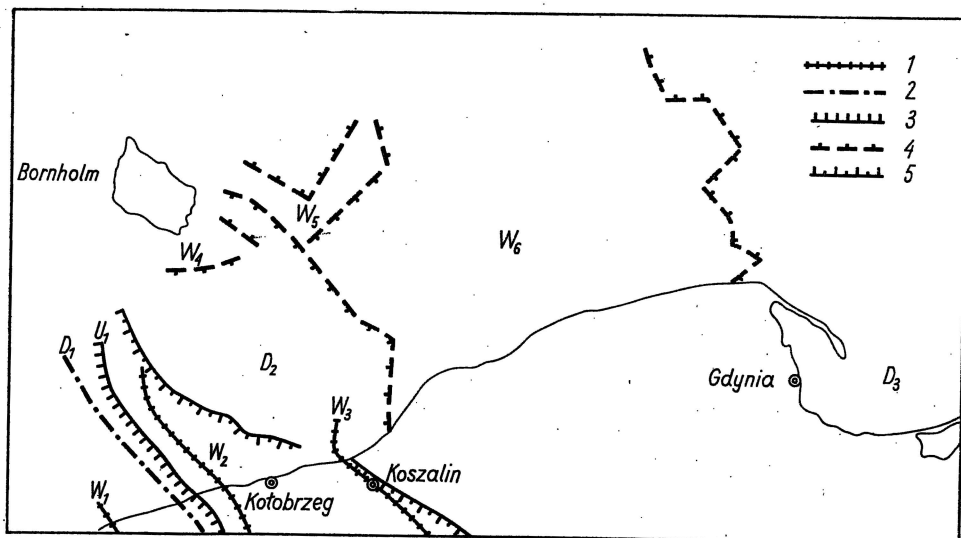 1
2
3
4
5
Bornholm
W₅
W₄
W₆
D₁
U₁
D₂
Gdynia
D₃
W₃
W₂
W₁
Kołobrzeg
Koszalin